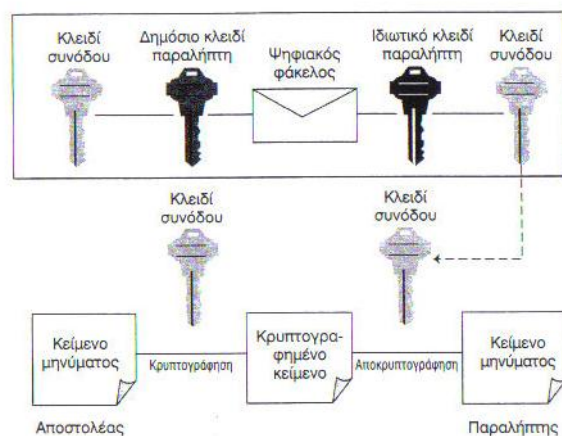 Κλειδί
συνόδου
Δημόσιο κλειδί
παραλήπτη
Ψηφιακός
φάκελος
Ιδιωτικό κλειδί
παραλήπτη
Κλειδί
συνόδου
Κλειδί
συνόδου
Κλειδί
συνόδου
Κείμενο
μηνύματος
Κρυπτογράφηση
Κρυπτογρα-
φημένο
κείμενο
Αποκρυπτογράφηση
Κείμενο
μηνύματος
Αποστολέας
Παραλήπτης